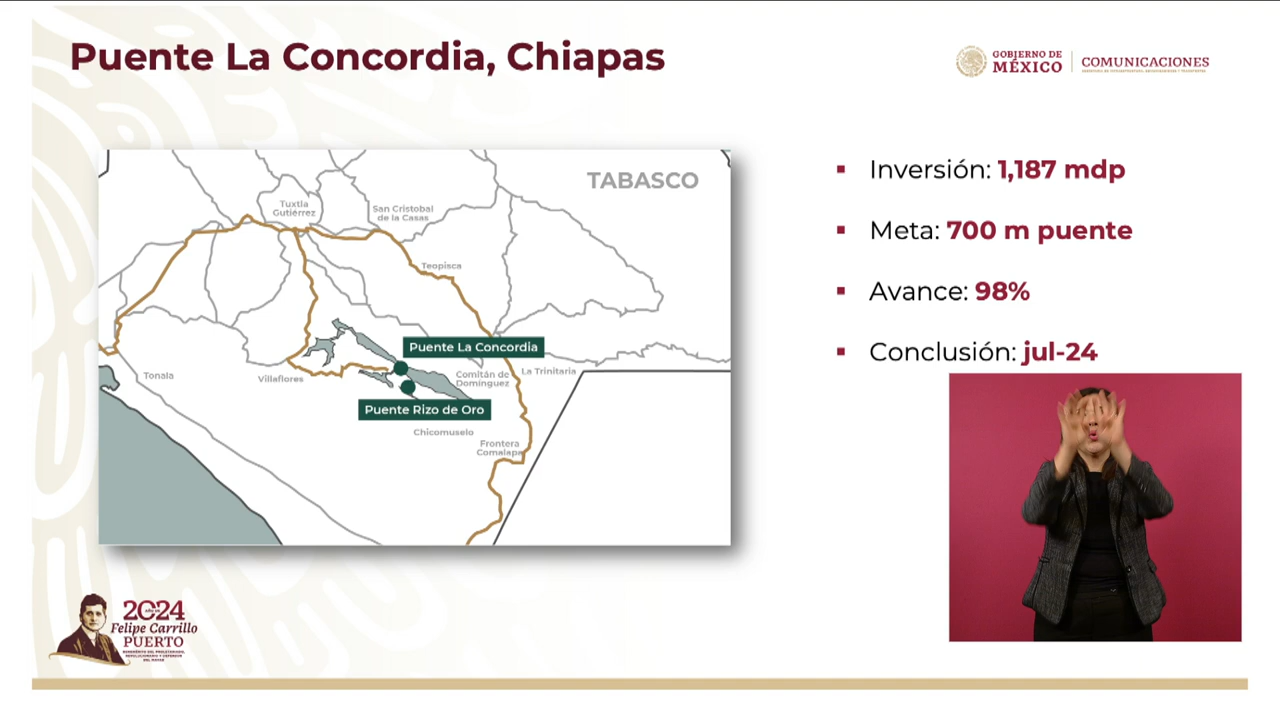 Puente La Concordia, Chiapas
GOBIERNO DE
MÉXICO
COMUNICACIONES
TABASCO
Tuxtla
Gutiérrez
San Cristobal
de la Casas
Teopisca
Puente La Concordia
Tonala
Villaflores
Comitán de
Domínguez
La Trinitaria
Puente Rizo de Oro
Chicomuselo
Frontera
Comalapa
Inversión: 1,187 mdp
Meta: 700 m puente
Avance: 98%
Conclusión: jul-24
2024
Felipe Carrillo
PUERTO